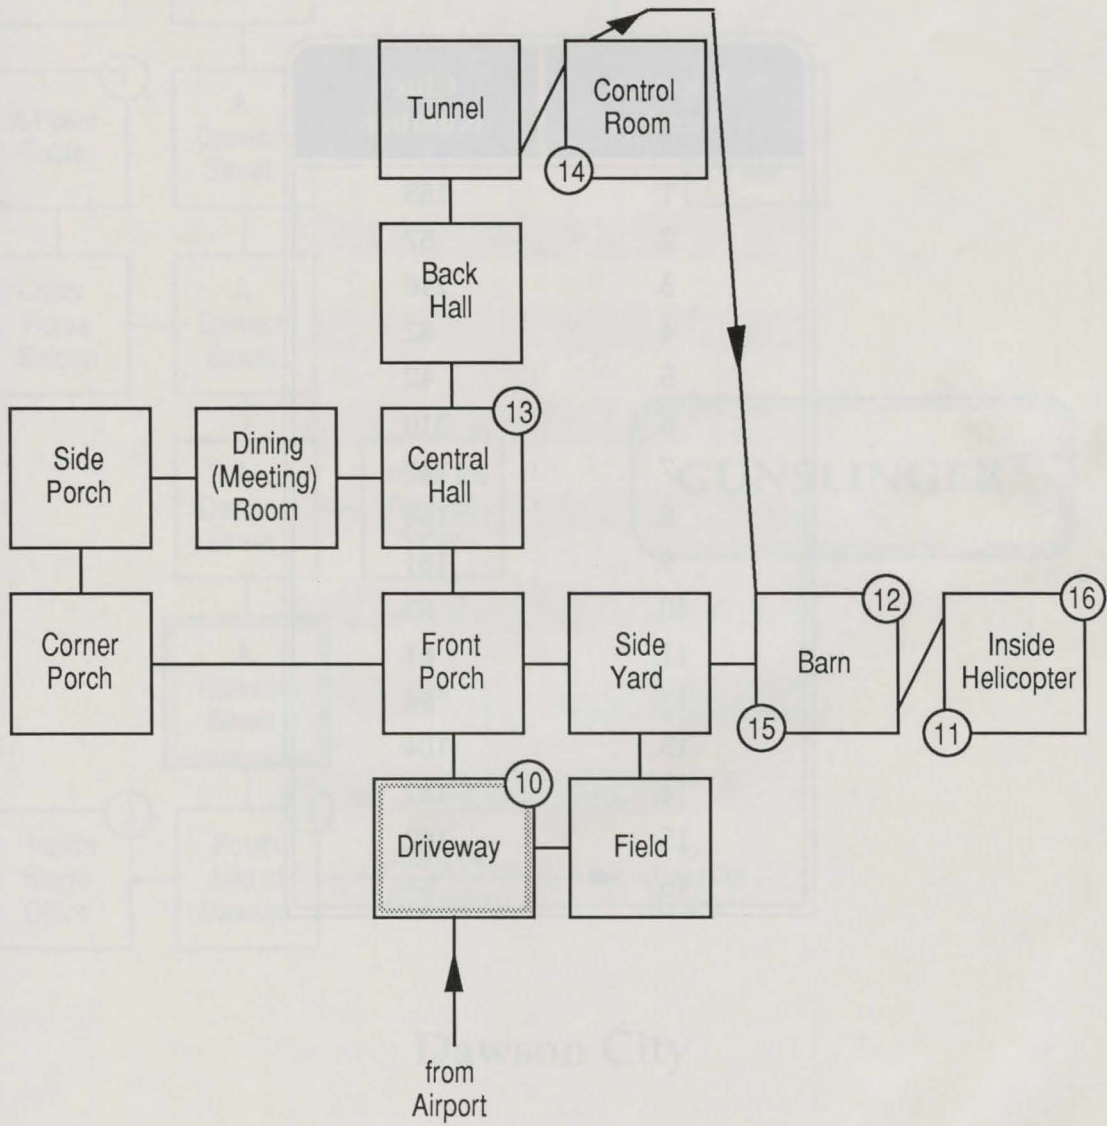 Tunnel
Control
Room
14
Back
Hall
13
Side
Porch
Dining
(Meeting)
Room
Central
Hall
GUNSLINGER
Corner
Porch
Front
Porch
Side
Yard
12
Barn
15
16
Inside
Helicopter
11
10
Driveway
Field
Dawson City
from
Airport